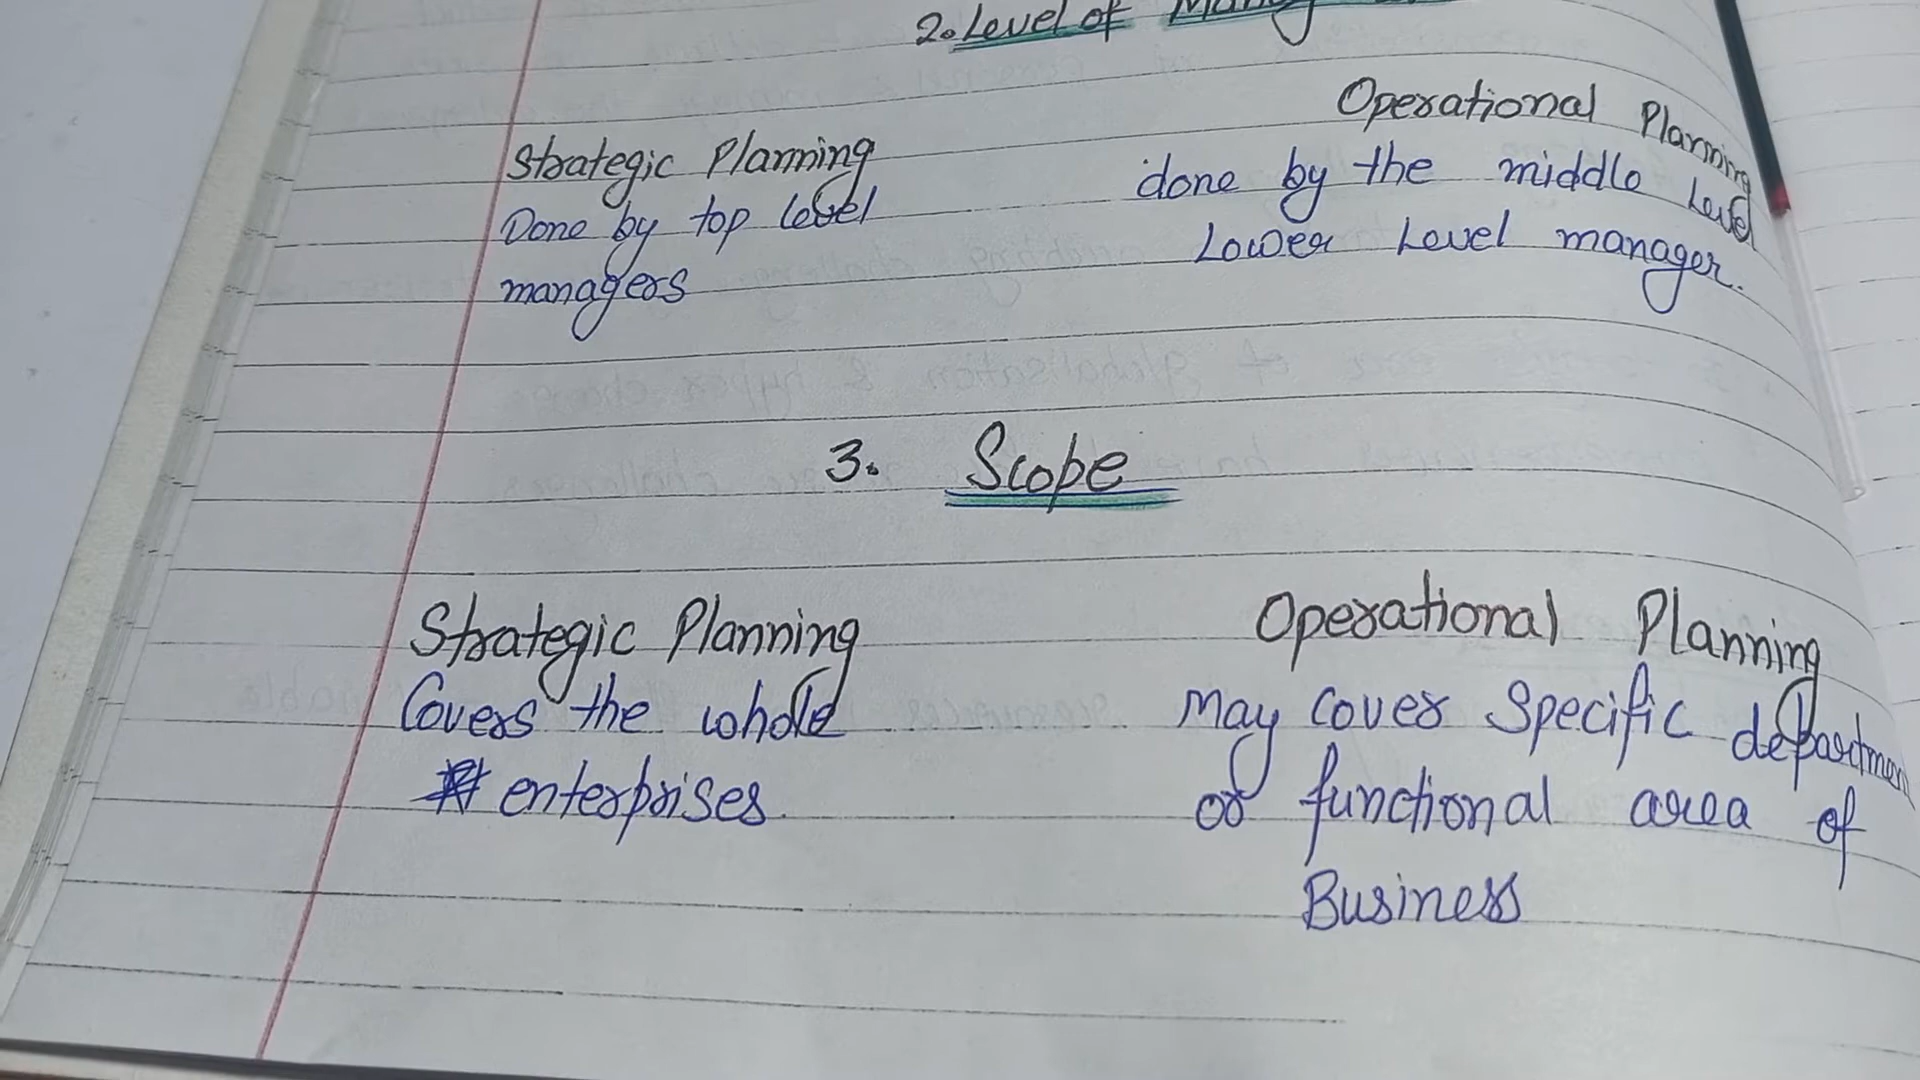 2. Level of
Strategic Planning
Done by top level
managers
Operational Planning
done by the middle Level
Lower Level manager.
3. Scope
Strategic Planning
Covers the whole
enterprises.
Operational Planning
May cover specific department
or functional area of
Business